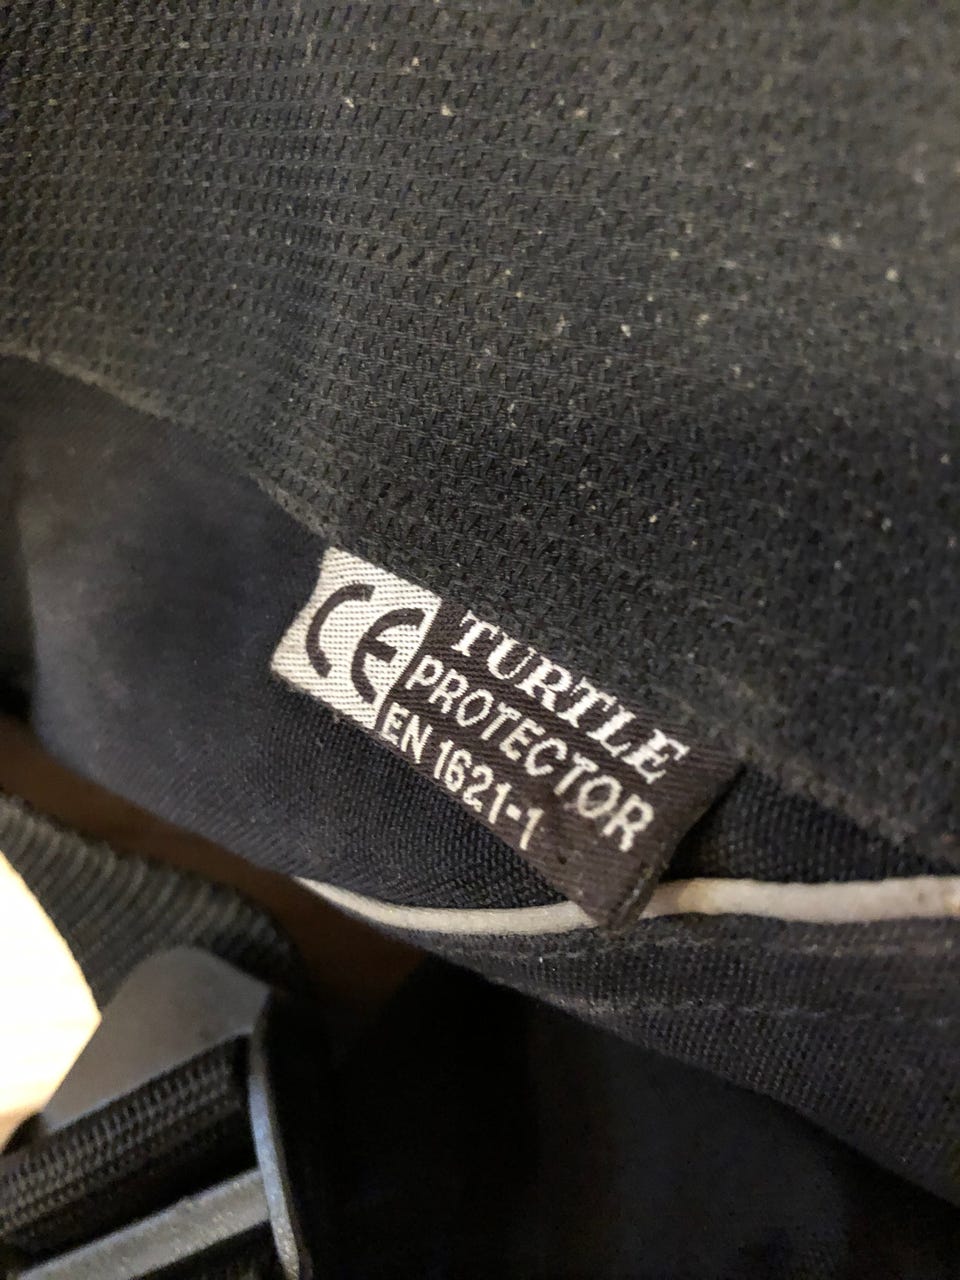 CE
TURTLE
PROTECTOR
EN 1621-1